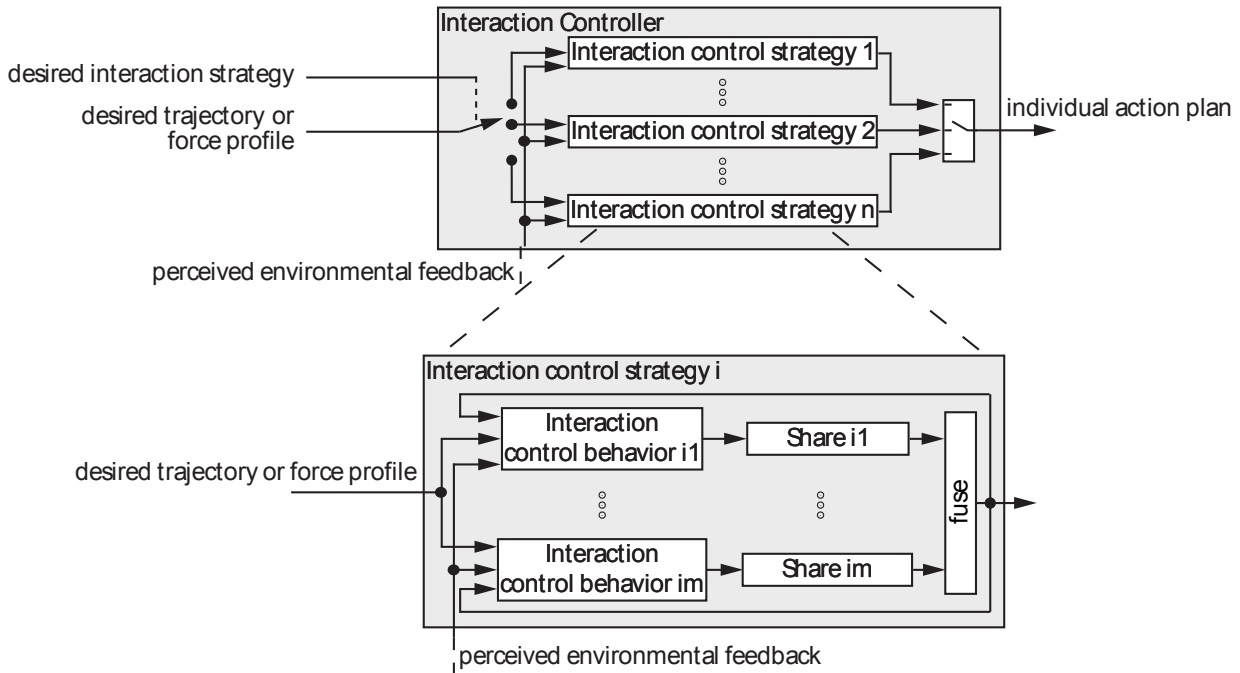 Interaction Controller
Interaction control strategy 1
desired interaction strategy
desired trajectory or
force profile
individual action plan
Interaction control strategy 2
Interaction control strategy n
perceived environmental feedback
Interaction control strategy i
Interaction
control behavior i1
Share i1
desired trajectory or force profile
fuse
Interaction
control behavior im
Share im
perceived environmental feedback